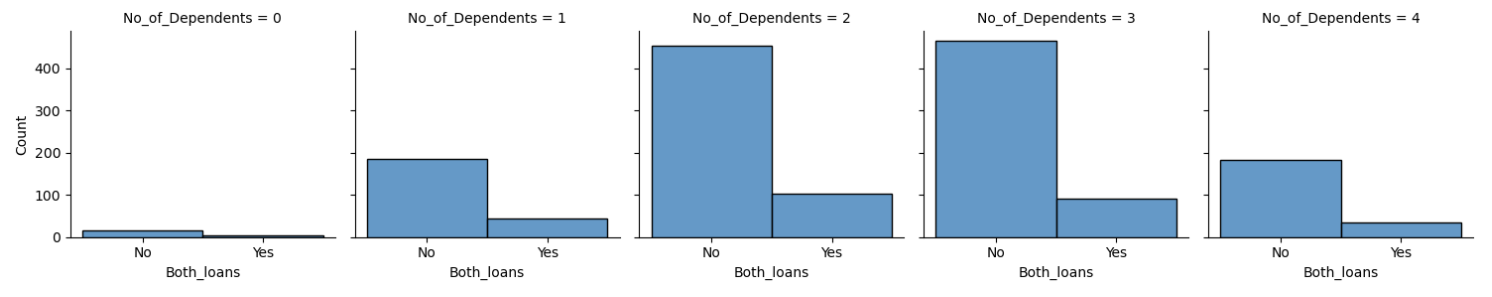 No_of_Dependents = 0
No_of_Dependents = 1
No_of_Dependents = 2
No_of_Dependents = 3
No_of_Dependents = 4
Count
400
300
200
100
0
No Yes
No Yes
No Yes
No Yes
No Yes
Both_loans
Both_loans
Both_loans
Both_loans
Both_loans